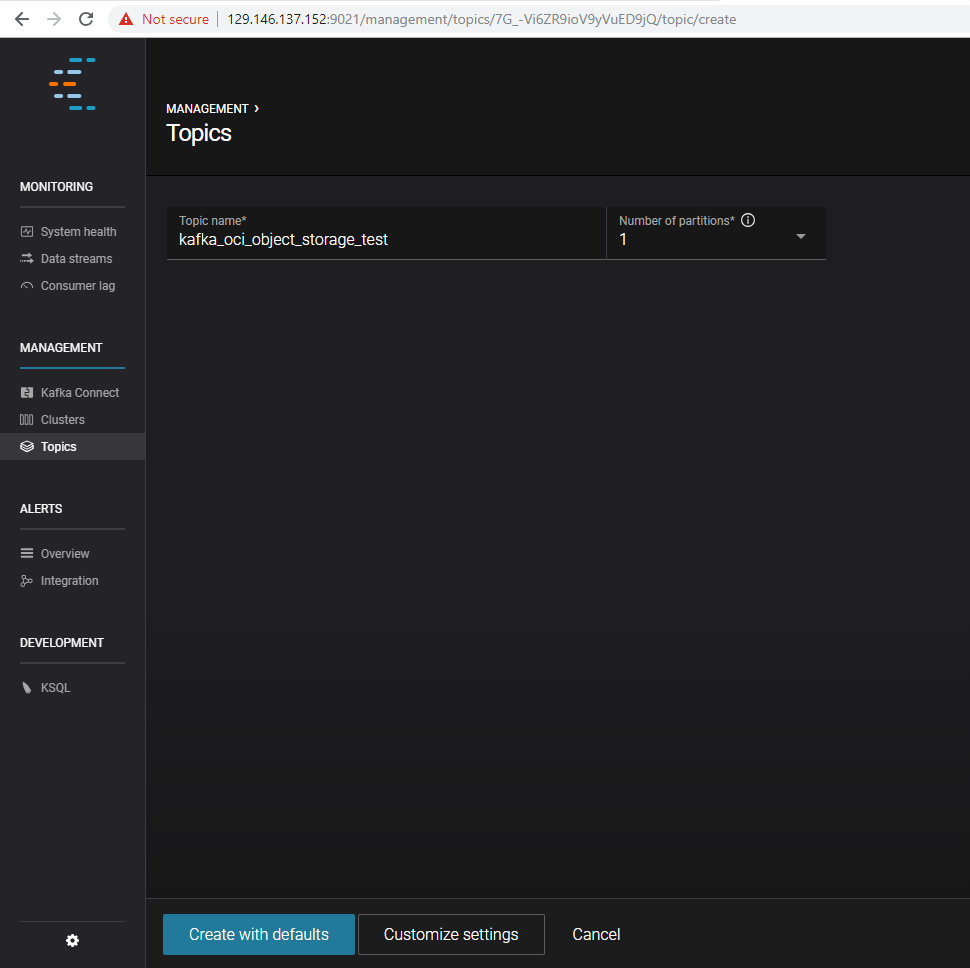 Not secure | 129.146.137.152:9021/management/topics/7G_-Vi6ZR9ioV9yVuED9jQ/topic/create
MANAGEMENT ›
Topics
MONITORING
System health
Data streams
Consumer lag
MANAGEMENT
Kafka Connect
Clusters
Topics
ALERTS
Overview
Integration
DEVELOPMENT
KSQL
Topic name*
kafka_oci_object_storage_test
Number of partitions*
1
Create with defaults
Customize settings
Cancel